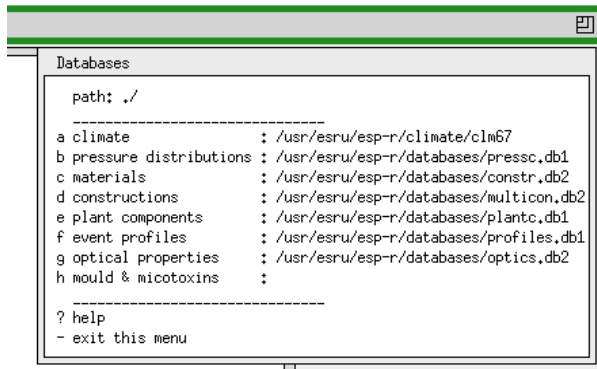 Databases
path: ./
a climate : /usr/esru/esp-r/climate/clm67
b pressure distributions : /usr/esru/esp-r/databases/pressc.db1
c materials : /usr/esru/esp-r/databases/constr.db2
d constructions : /usr/esru/esp-r/databases/multicon.db2
e plant components : /usr/esru/esp-r/databases/plantc.db1
f event profiles : /usr/esru/esp-r/databases/profiles.db1
g optical properties : /usr/esru/esp-r/databases/optics.db2
h mould & micotoxins :
? help
- exit this menu